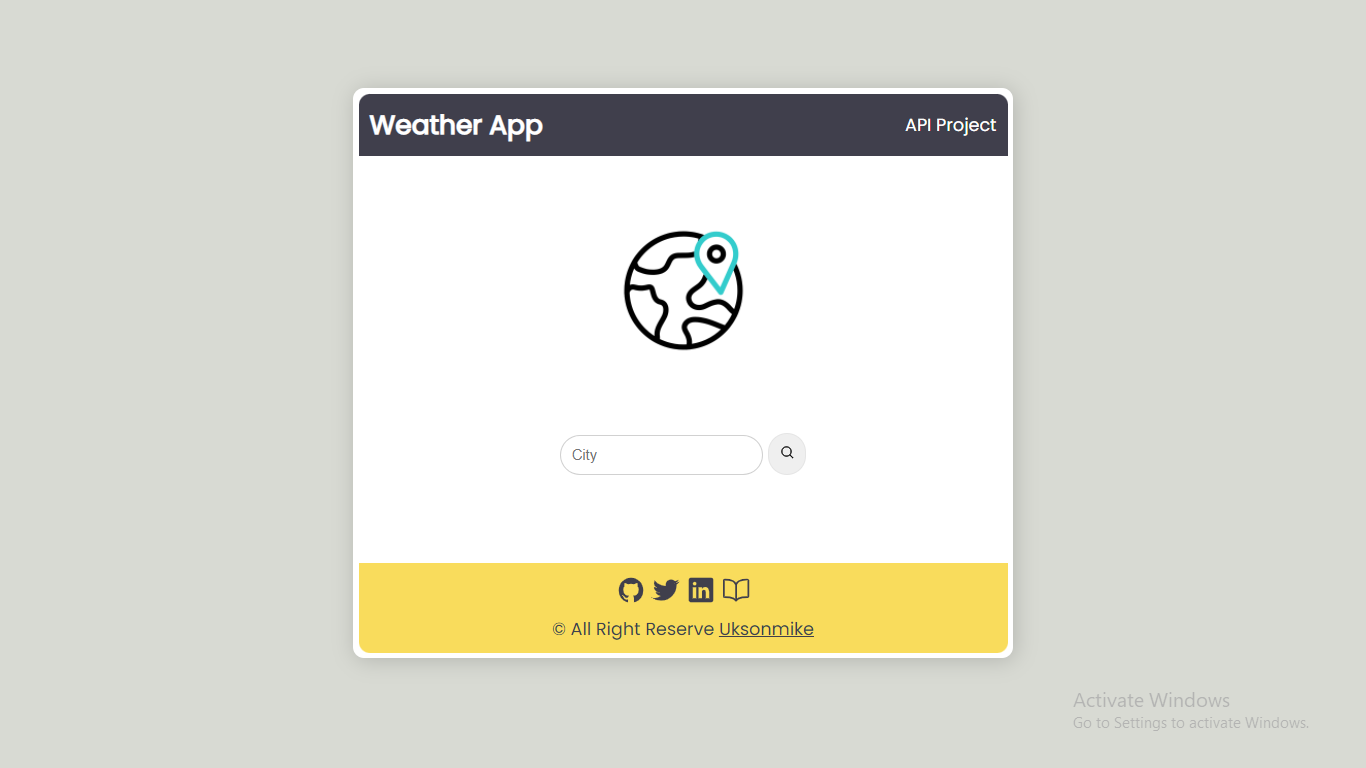 Weather App
API Project
City
© All Right Reserve Uksonmike
Activate Windows
Go to Settings to activate Windows.